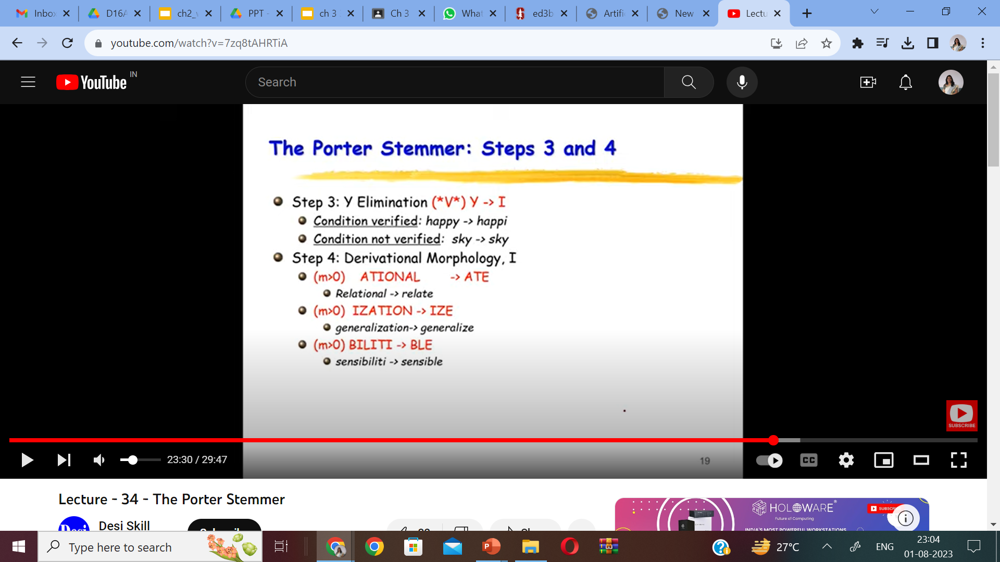 Inbox
D16A
ch2_v
PPT -
ch 3
Ch 3
What
ed3b
Artifi
New
Lectu
youtube.com/watch?v=7zq8tAHRTiA
YouTube IN
Search
The Porter Stemmer: Steps 3 and 4
Step 3: Y Elimination (*V*) Y -> I
Condition verified: happy -> happi
Condition not verified: sky -> sky
Step 4: Derivational Morphology, I
(m>0) ATIONAL -> ATE
Relational -> relate
(m>0) IZATION -> IZE
generalization-> generalize
(m>0) BILITI -> BLE
sensibiliti -> sensible
SUBSCRIBE
23:30 / 29:47
19
CC
Lecture - 34 - The Porter Stemmer
Desi
Desi Skill
HOLOWARE
Future of Computing
INDIA'S MOST POWERFUL WORKSTATIONS
Type here to search
27°C
ENG
23:04
01-08-2023